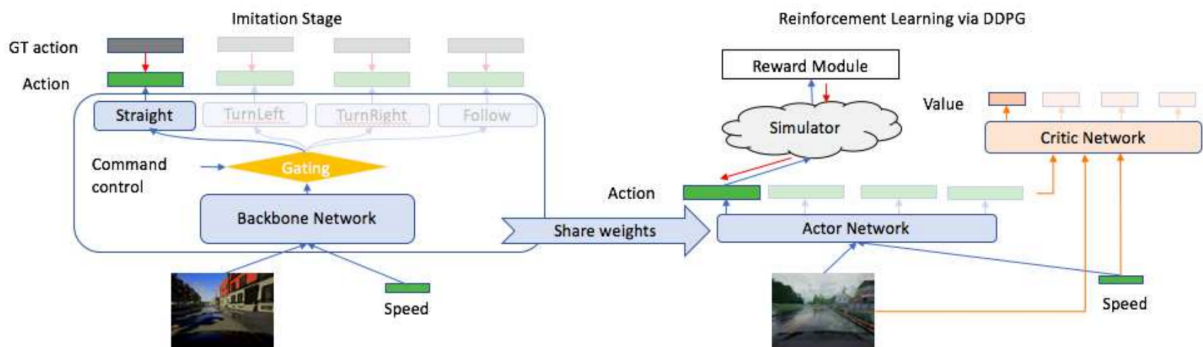 Imitation Stage
GT action
Action
Straight
TurnLeft
TurnRight
Follow
Command
control
Gating
Backbone Network
Speed
Share weights
Reinforcement Learning via DDPG
Reward Module
Simulator
Value
Critic Network
Action
Actor Network
Speed